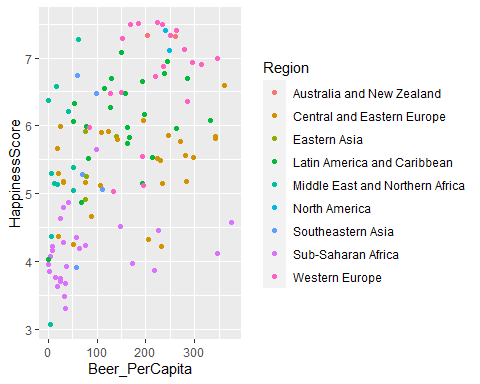 7
6
5
4
3
HappinessScore
0
100
200
300
Beer_PerCapita
Region
Australia and New Zealand
Central and Eastern Europe
Eastern Asia
Latin America and Caribbean
Middle East and Northern Africa
North America
Southeastern Asia
Sub-Saharan Africa
Western Europe